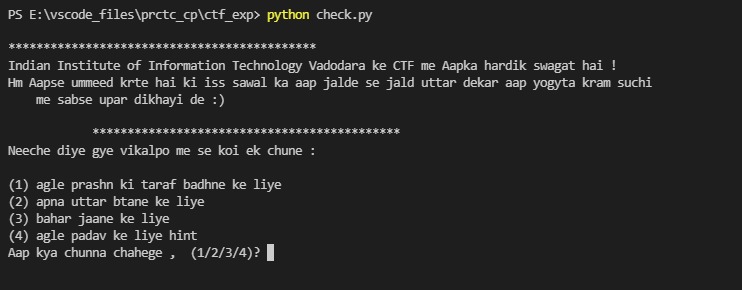 PS E:\vscode_files\prctc_cp\ctf_exp> python check.py
********************************************
Indian Institute of Information Technology Vadodara ke CTF me Aapka hardik swagat hai !
Hm Aapse ummeed krte hai ki iss sawal ka aap jalde se jald uttar dekar aap yogyta kram suchi
me sabse upar dikhayi de :)
********************************************
Neeche diye gye vikalpo me se koi ek chune :
(1) agle prashn ki taraf badhne ke liye
(2) apna uttar btane ke liye
(3) bahar jaane ke liye
(4) agle padav ke liye hint
Aap kya chunna chahege ,  (1/2/3/4)?